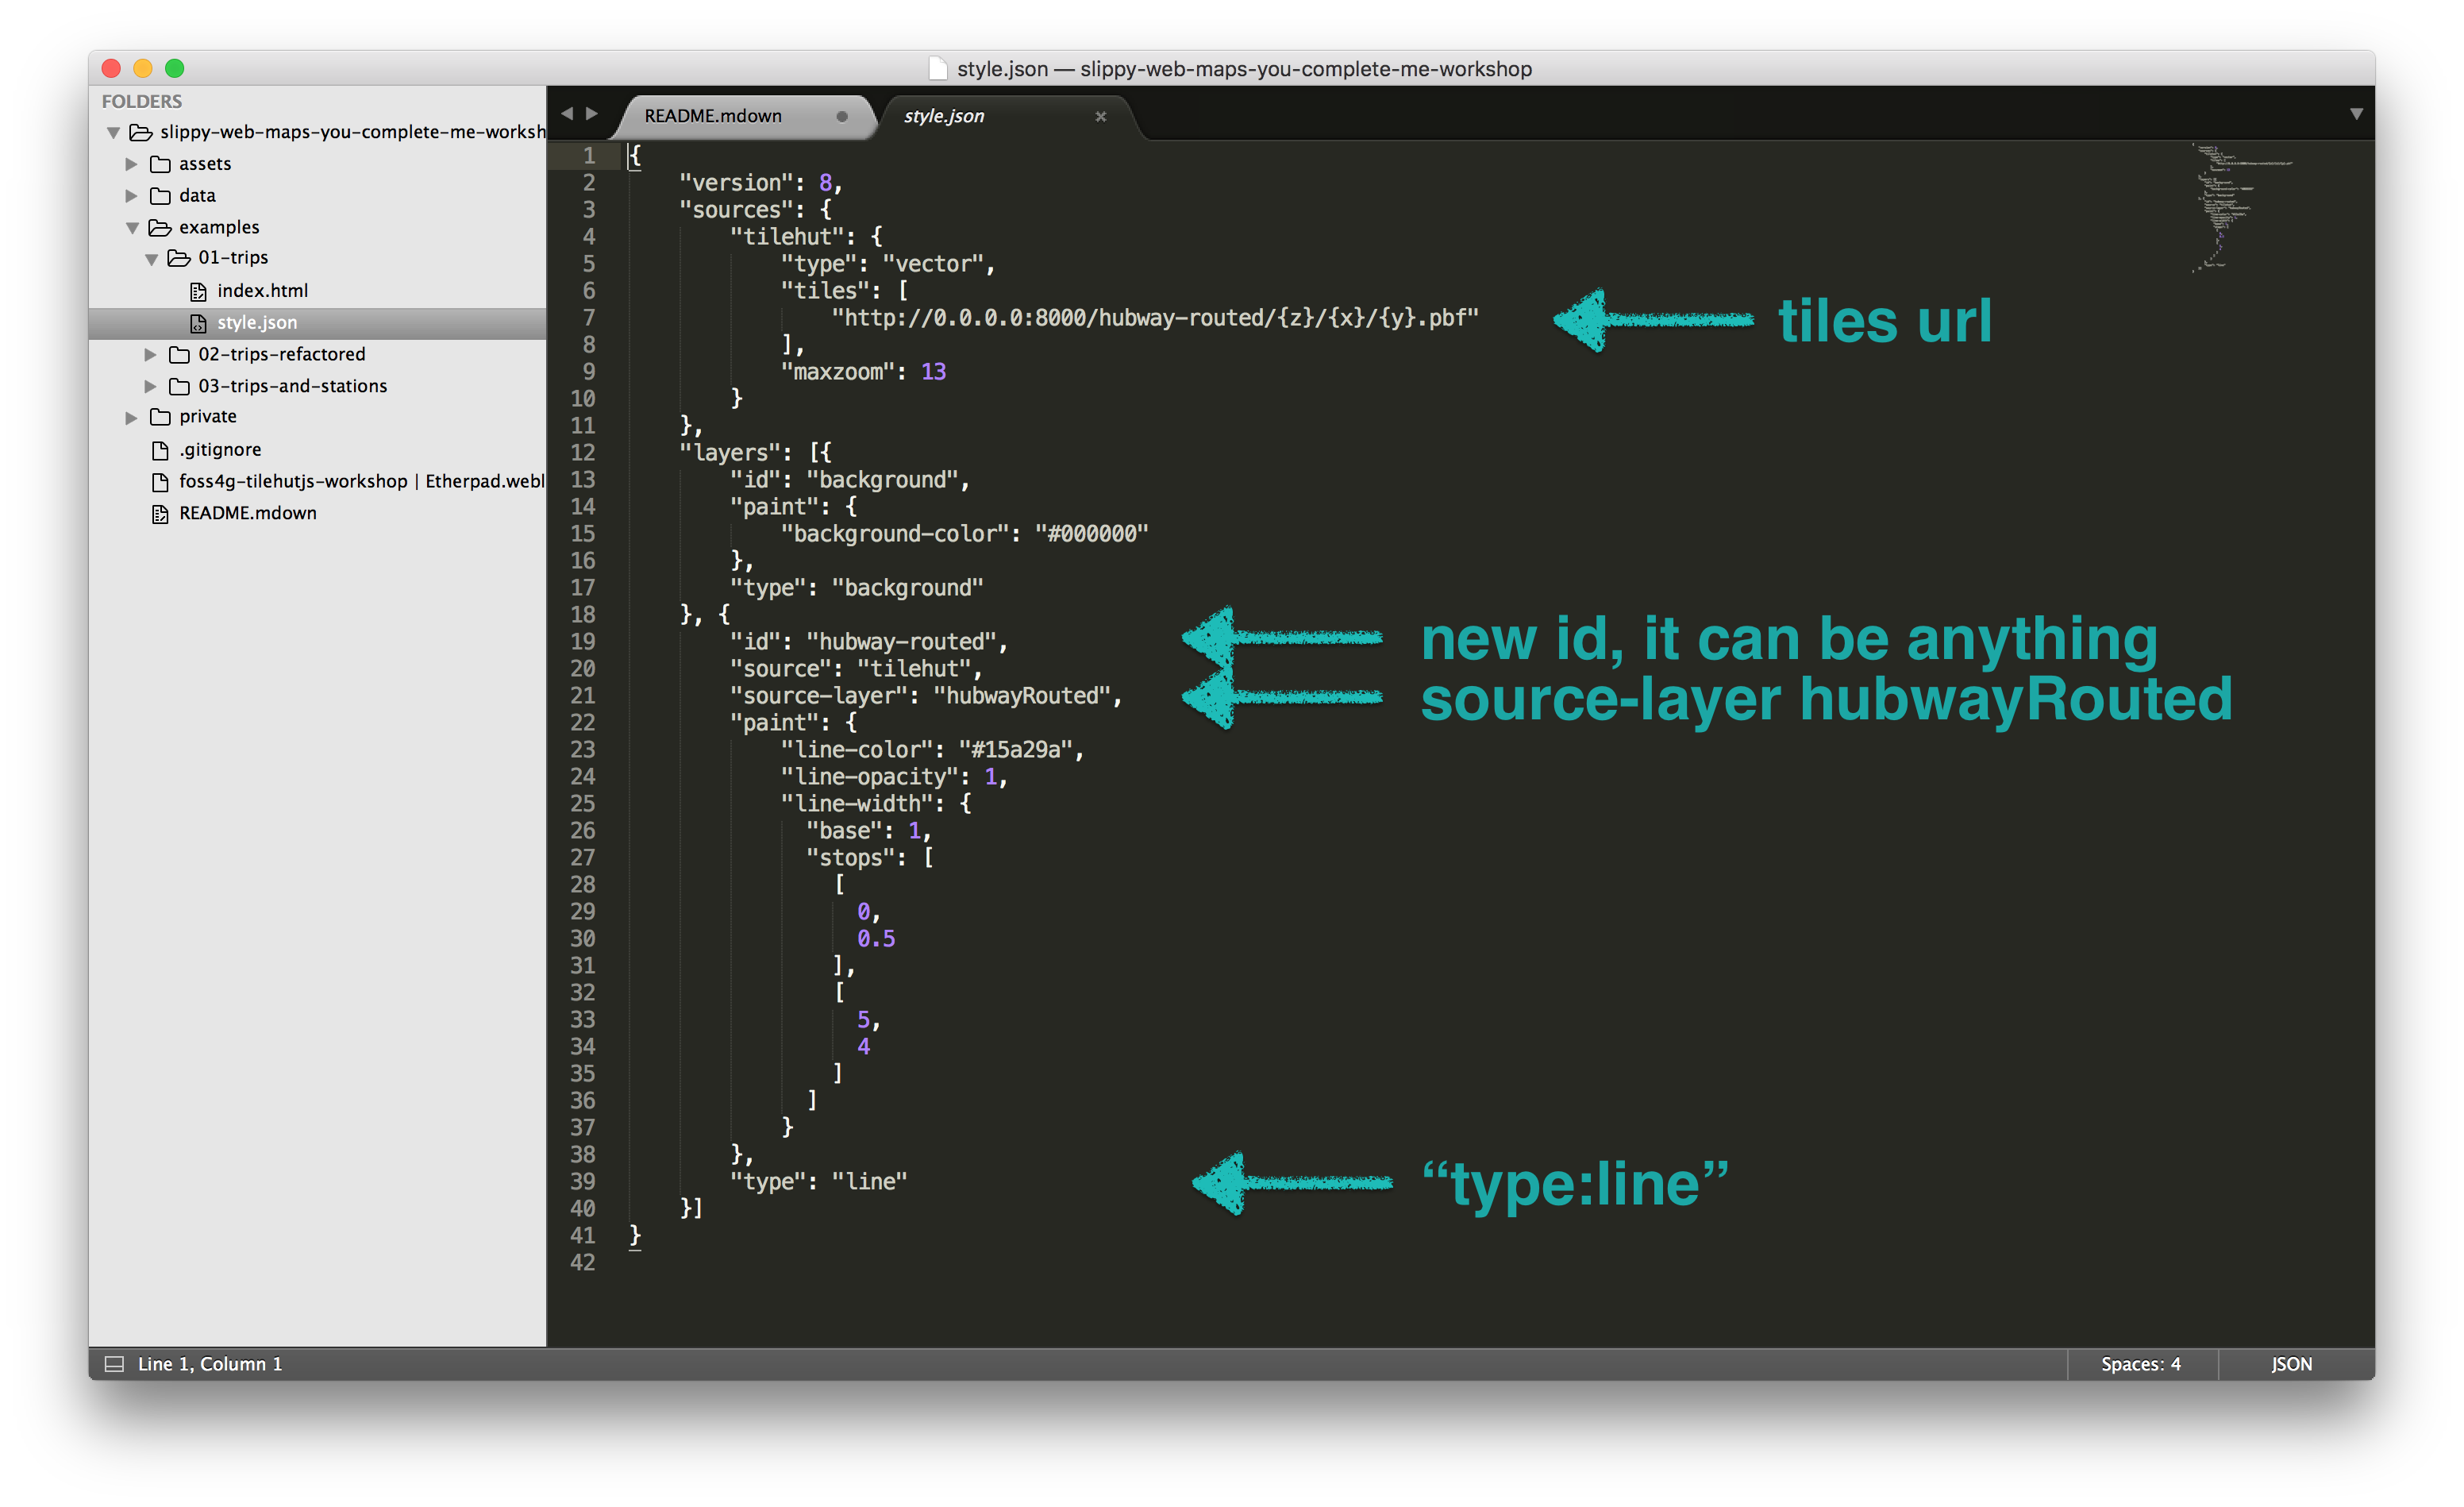 style.json — slippy-web-maps-you-complete-me-workshop
FOLDERS
slippy-web-maps-you-complete-me-worksh
assets
data
examples
01-trips
index.html
style.json
02-trips-refactored
03-trips-and-stations
private
.gitignore
foss4g-tilehutjs-workshop | Etherpad.webl
README.mdown
README.mdown
style.json
1 {
2 "version": 8,
3 "sources": {
4 "tilehut": {
5 "type": "vector",
6 "tiles": [
7 "http://0.0.0.0:8000/hubway-routed/{z}/{x}/{y}.pbf"
8 ],
9 "maxzoom": 13
10 }
11 },
12 "layers": [{
13 "id": "background",
14 "paint": {
15 "background-color": "#000000"
16 },
17 "type": "background"
18 }, {
19 "id": "hubway-routed",
20 "source": "tilehut",
21 "source-layer": "hubwayRouted",
22 "paint": {
23 "line-color": "#15a29a",
24 "line-opacity": 1,
25 "line-width": {
26 "base": 1,
27 "stops": [
28 [
29 0,
30 0.5
31 ],
32 [
33 5,
34 4
35 ]
36 ]
37 }
38 },
39 "type": "line"
40 }]
41 }
42
tiles url
new id, it can be anything
source-layer hubwayRouted
“type:line”
Line 1, Column 1
Spaces: 4
JSON